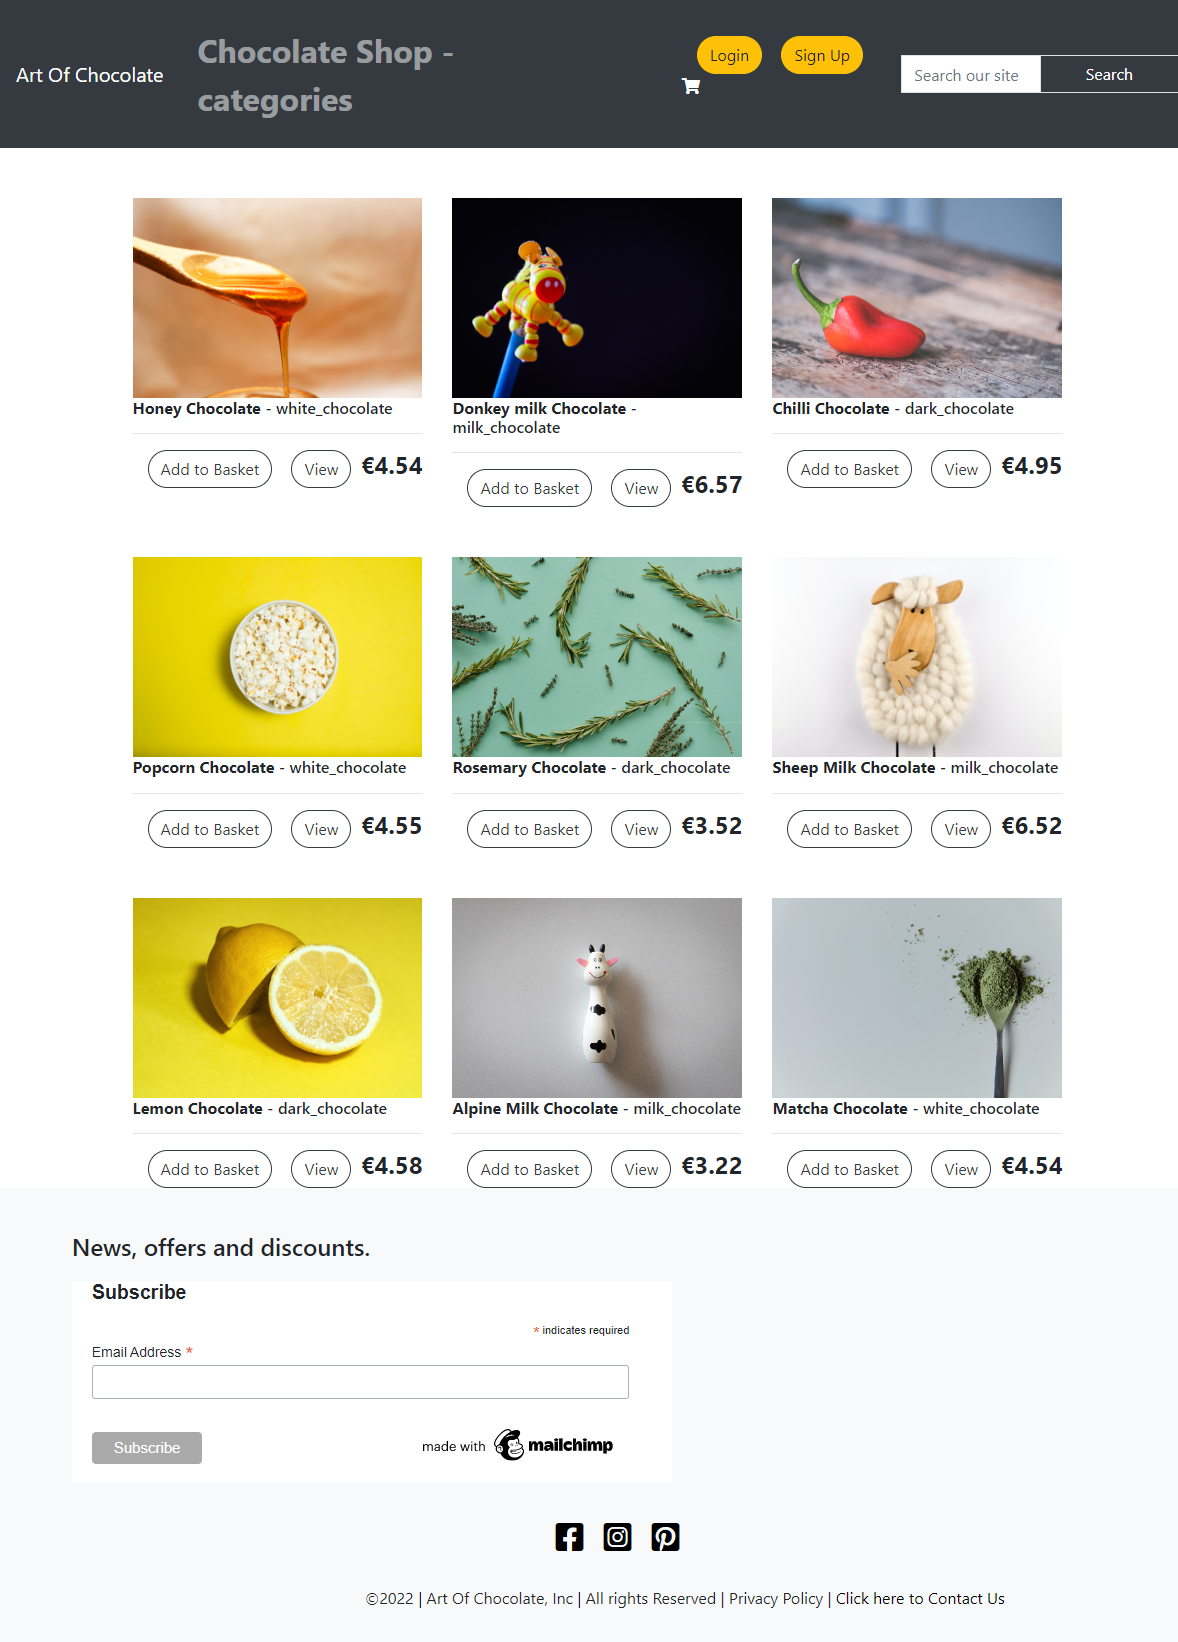 Art Of Chocolate
Chocolate Shop -
categories
Login
Sign Up
Search our site
Search
Honey Chocolate - white_chocolate
Add to Basket
View
€4.54
Donkey milk Chocolate -
milk_chocolate
Add to Basket
View
€6.57
Chilli Chocolate - dark_chocolate
Add to Basket
View
€4.95
Popcorn Chocolate - white_chocolate
Add to Basket
View
€4.55
Rosemary Chocolate - dark_chocolate
Add to Basket
View
€3.52
Sheep Milk Chocolate - milk_chocolate
Add to Basket
View
€6.52
Lemon Chocolate - dark_chocolate
Add to Basket
View
€4.58
Alpine Milk Chocolate - milk_chocolate
Add to Basket
View
€3.22
Matcha Chocolate - white_chocolate
Add to Basket
View
€4.54
News, offers and discounts.
Subscribe
* indicates required
Email Address *
Subscribe
made with mailchimp
©2022 | Art Of Chocolate, Inc | All rights Reserved | Privacy Policy | Click here to Contact Us